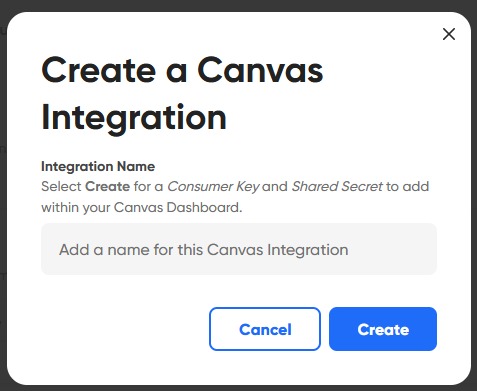 Create a Canvas
Integration
Integration Name
Select Create for a Consumer Key and Shared Secret to add
within your Canvas Dashboard.
Add a name for this Canvas Integration
Cancel
Create